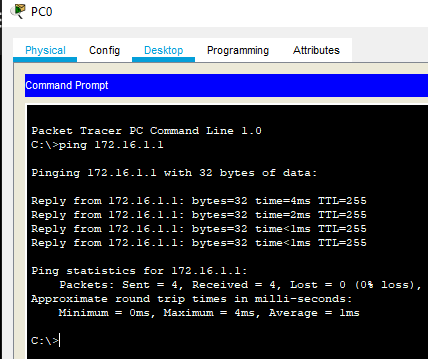 PC0
Physical Config Desktop Programming Attributes
Command Prompt
Packet Tracer PC Command Line 1.0
C:\>ping 172.16.1.1
Pinging 172.16.1.1 with 32 bytes of data:
Reply from 172.16.1.1: bytes=32 time=4ms TTL=255
Reply from 172.16.1.1: bytes=32 time=2ms TTL=255
Reply from 172.16.1.1: bytes=32 time<1ms TTL=255
Reply from 172.16.1.1: bytes=32 time<1ms TTL=255
Ping statistics for 172.16.1.1:
Packets: Sent = 4, Received = 4, Lost = 0 (0% loss),
Approximate round trip times in milli-seconds:
Minimum = 0ms, Maximum = 4ms, Average = 1ms
C:\>